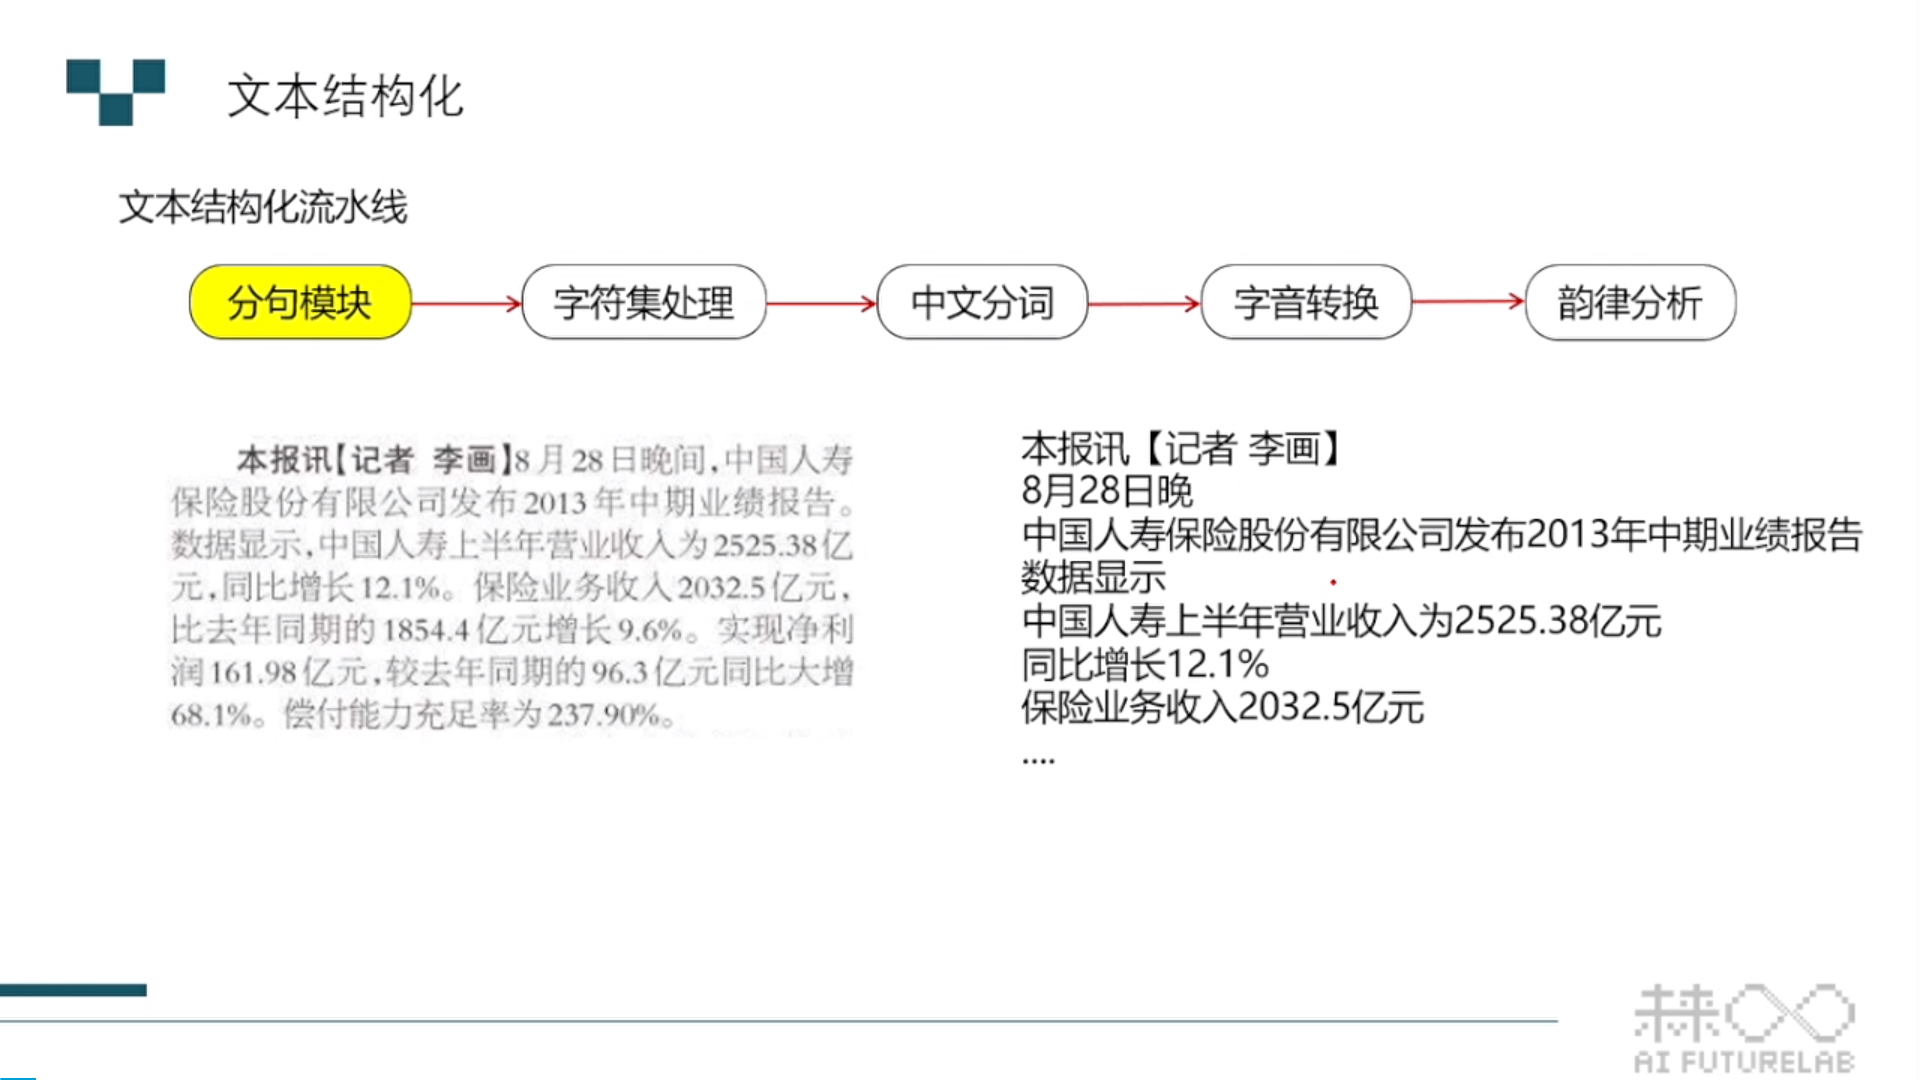 文本结构化
文本结构化流水线
分句模块
字符集处理
中文分词
字音转换
韵律分析
本报讯【记者 李画】8月28日晚间,中国人寿
保险股份有限公司发布2013年中期业绩报告。
数据显示,中国人寿上半年营业收入为2525.38亿
元,同比增长12.1%。保险业务收入2032.5亿元,
比去年同期的1854.4亿元增长9.6%。实现净利
润161.98亿元,较去年同期的96.3亿元同比大增
68.1%。偿付能力充足率为237.90%。
本报讯【记者 李画】
8月28日晚
中国人寿保险股份有限公司发布2013年中期业绩报告
数据显示
中国人寿上半年营业收入为2525.38亿元
同比增长12.1%
保险业务收入2032.5亿元
....
AI FUTURELAB